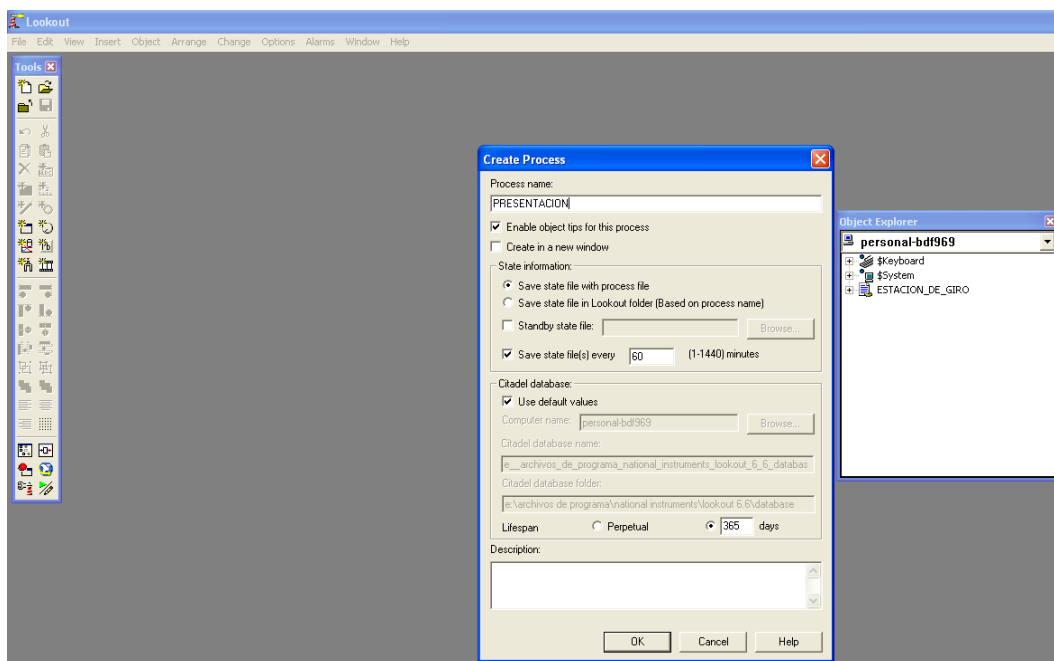 Lookout
File Edit View Insert Object Arrange Change Options Alarms Window Help
Tools
Create Process
Process name:
PRESENTACION
Enable object tips for this process
Create in a new window
State information:
Save state file with process file
Save state file in Lookout folder (Based on process name)
Standby state file: Browse...
Save state file(s) every 60 (1-1440) minutes
Citadel database:
Use default values
Computer name: personal-bdf969 Browse...
Citadel database name:
e__archivos_de_programa_national_instruments_lookout_6_6_databas
Citadel database folder:
e:\archivos de programa\national instruments\lookout 6.6\database
Lifespan Perpetual 365 days
Description:
OK Cancel Help
Object Explorer
personal-bdf969
$Keyboard
$System
ESTACION_DE_GIRO